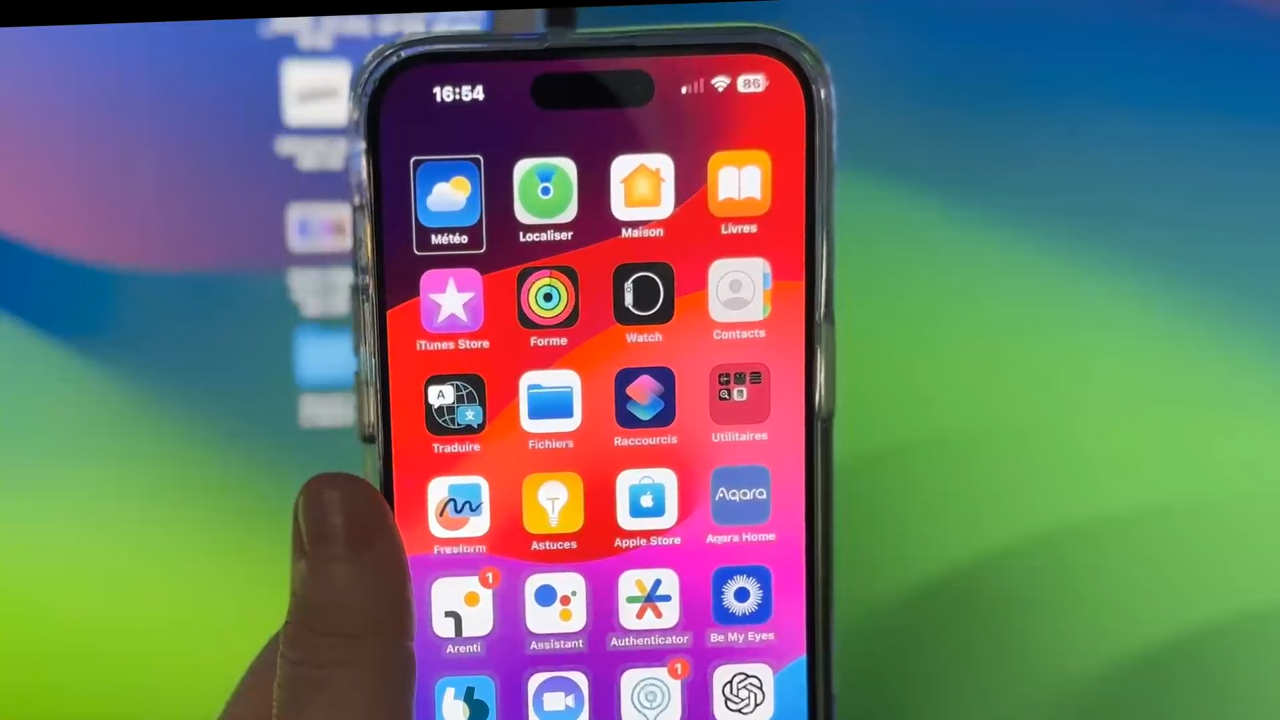 16:54
86
Météo
Localiser
Maison
Livres
iTunes Store
Forme
Watch
Contacts
A
文
Traduire
Fichiers
Raccourcis
Utilitaires
Freeform
Astuces
Apple Store
Aqara
Aqara Home
1
Arenti
Assistant
Authenticator
Be My Eyes
1